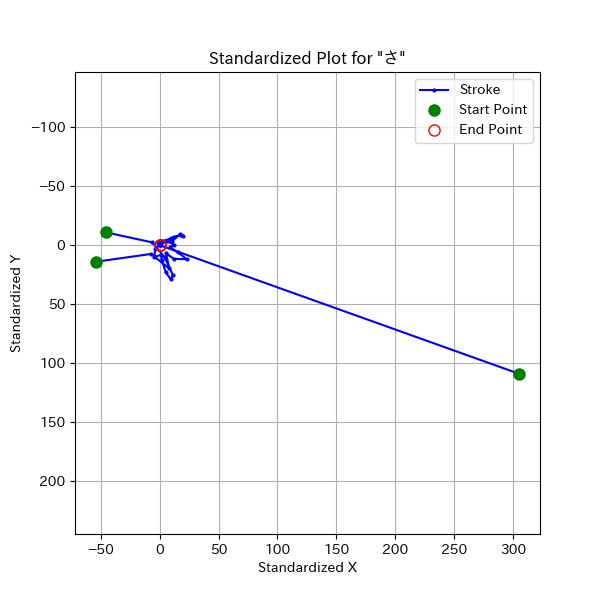 Standardized Plot for "さ"
Stroke
Start Point
End Point
−100
−50
0
50
100
150
200
Standardized Y
−50 0 50 100 150 200 250 300
Standardized X